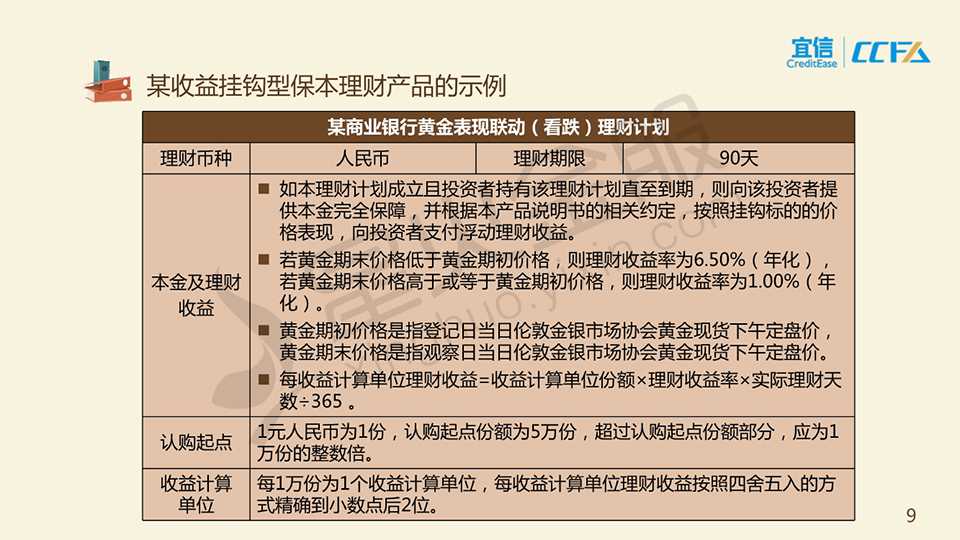 宜信
CreditEase
CCFA
某收益挂钩型保本理财产品的示例
某商业银行黄金表现联动（看跌）理财计划
理财币种 人民币 理财期限 90天
本金及理财
收益
■ 如本理财计划成立且投资者持有该理财计划直至到期，则向该投资者提
供本金完全保障，并根据本产品说明书的相关约定，按照挂钩标的的价
格表现，向投资者支付浮动理财收益。
■ 若黄金期末价格低于黄金期初价格，则理财收益率为6.50%（年化），
若黄金期末价格高于或等于黄金期初价格，则理财收益率为1.00%（年
化）。
■ 黄金期初价格是指登记日当日伦敦金银市场协会黄金现货下午定盘价，
黄金期末价格是指观察日当日伦敦金银市场协会黄金现货下午定盘价。
■ 每收益计算单位理财收益=收益计算单位份额×理财收益率×实际理财天
数÷365 。
认购起点
1元人民币为1份，认购起点份额为5万份，超过认购起点份额部分，应为1
万份的整数倍。
收益计算
单位
每1万份为1个收益计算单位，每收益计算单位理财收益按照四舍五入的方
式精确到小数点后2位。
9